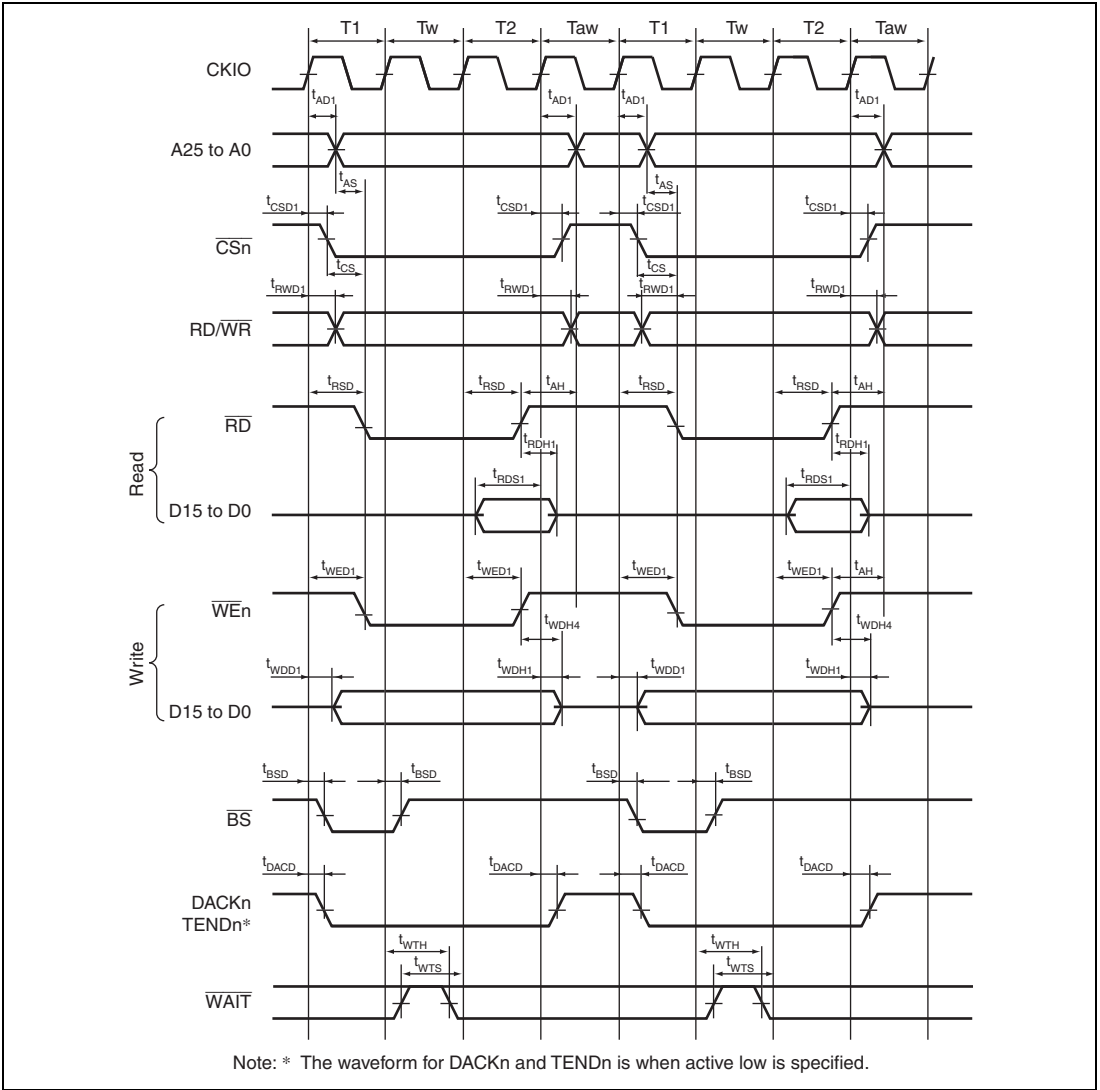 T1 Tw T2 Taw T1 Tw T2 Taw
CKIO
tAD1 tAD1 tAD1 tAD1
A25 to A0
tAS tAS
tCSD1 tCSD1 tCSD1 tCSD1
CSn
tCS tCS
tRWD1 tRWD1 tRWD1 tRWD1
RD/WR
tRSD tRSD tAH tRSD tRSD tAH
RD
tRDH1 tRDH1
Read
tRDS1 tRDS1
D15 to D0
tWED1 tWED1 tWED1 tWED1 tAH
WEn
tWDH4 tWDH4
Write
tWDD1 tWDH1 tWDD1 tWDH1
D15 to D0
tBSD tBSD tBSD tBSD
BS
tDACD tDACD tDACD tDACD
DACKn
TENDn*
tWTH tWTH
tWTS tWTS
WAIT
Note: * The waveform for DACKn and TENDn is when active low is specified.